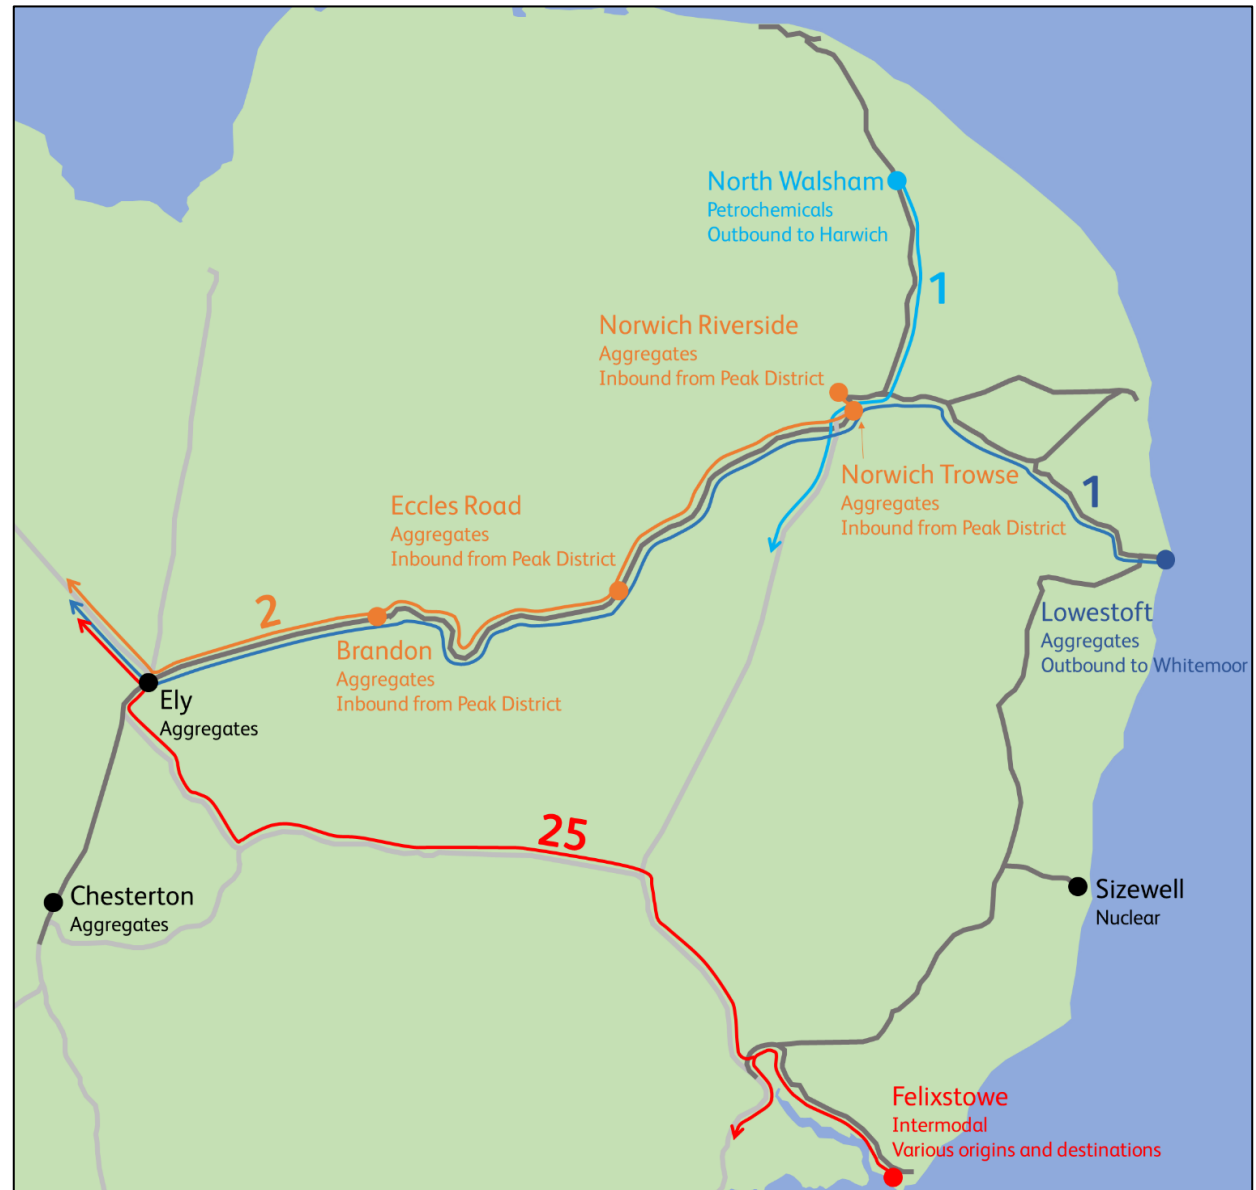 North Walsham
Petrochemicals
Outbound to Harwich
1
Norwich Riverside
Aggregates
Inbound from Peak District
Norwich Trowse
Aggregates
Inbound from Peak District
1
Eccles Road
Aggregates
Inbound from Peak District
2
Brandon
Aggregates
Inbound from Peak District
Lowestoft
Aggregates
Outbound to Whitemoor
Ely
Aggregates
25
Chesterton
Aggregates
Sizewell
Nuclear
Felixstowe
Intermodal
Various origins and destinations